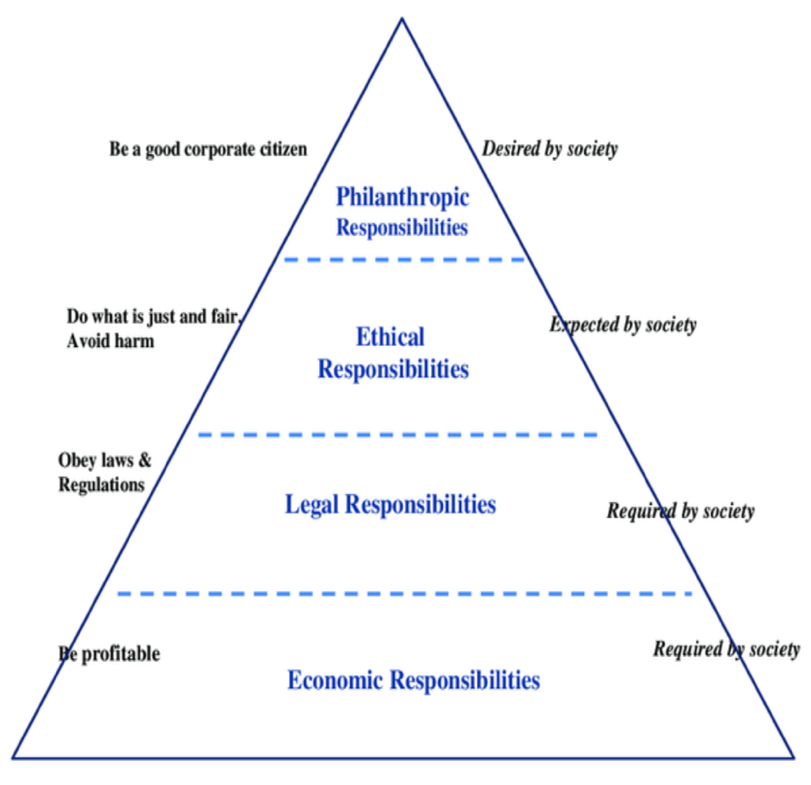 Be a good corporate citizen
Desired by society
Philanthropic
Responsibilities
Do what is just and fair,
Avoid harm
Expected by society
Ethical
Responsibilities
Obey laws &
Regulations
Legal Responsibilities
Required by society
Be profitable
Required by society
Economic Responsibilities